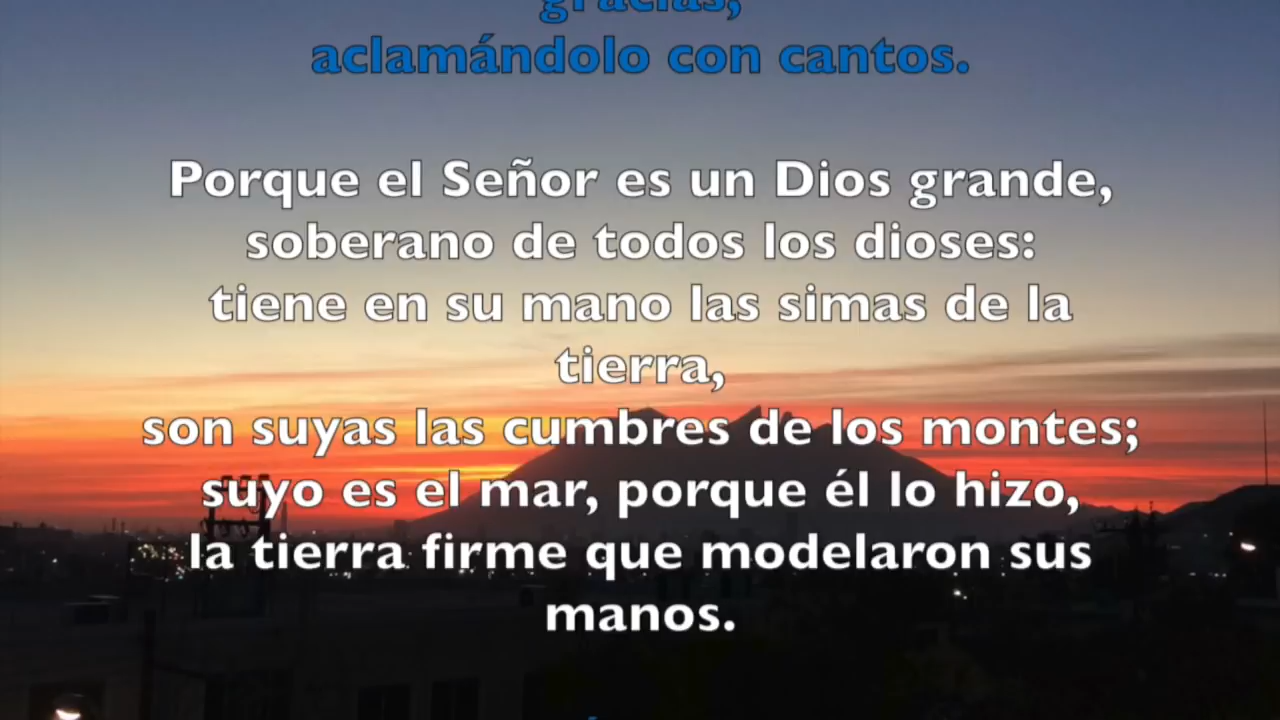 gracias,
aclamándolo con cantos.
Porque el Señor es un Dios grande,
soberano de todos los dioses:
tiene en su mano las simas de la
tierra,
son suyas las cumbres de los montes;
suyo es el mar, porque él lo hizo,
la tierra firme que modelaron sus
manos.